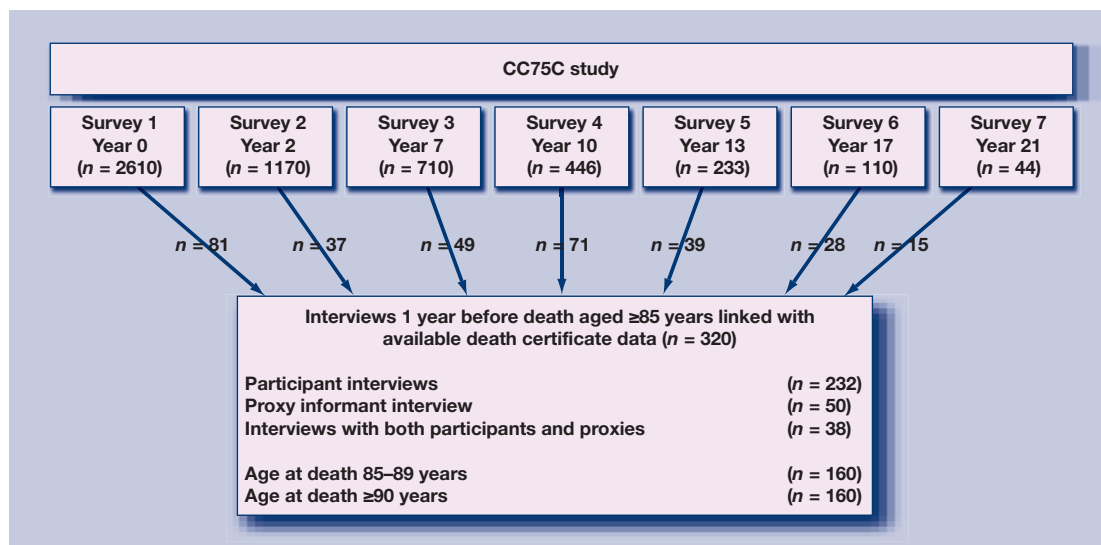 CC75C study
Survey 1
Year 0
(n = 2610)
Survey 2
Year 2
(n = 1170)
Survey 3
Year 7
(n = 710)
Survey 4
Year 10
(n = 446)
Survey 5
Year 13
(n = 233)
Survey 6
Year 17
(n = 110)
Survey 7
Year 21
(n = 44)
n = 81
n = 37
n = 49
n = 71
n = 39
n = 28
n = 15
Interviews 1 year before death aged ≥85 years linked with
available death certificate data (n = 320)
Participant interviews (n = 232)
Proxy informant interview (n = 50)
Interviews with both participants and proxies (n = 38)
Age at death 85–89 years (n = 160)
Age at death ≥90 years (n = 160)